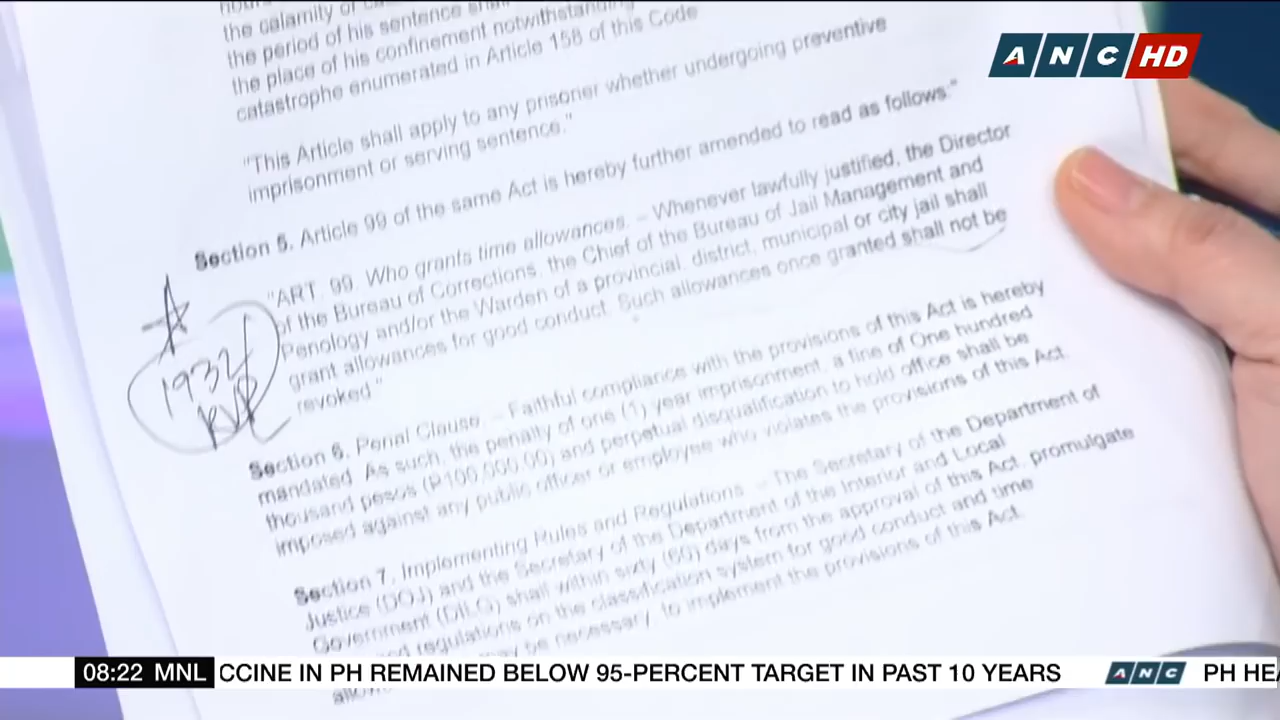 the calamity of
the period of his sentence
the place of his confinement notwithstanding
catastrophe enumerated in Article 158 of this Code
"This Article shall apply to any prisoner whether undergoing preventive
imprisonment or serving sentence."
Section 5. Article 99 of the same Act is hereby further amended to read as follows:"
"ART. 99. Who grants time allowances. – Whenever lawfully justified, the Director
of the Bureau of Corrections, the Chief of the Bureau of Jail Management and
Penology and/or the Warden of a provincial, district, municipal or city jail shall
grant allowances for good conduct. Such allowances once granted shall not be
revoked."
1932/
RVP
Section 6. Penal Clause. – Faithful compliance with the provisions of this Act is hereby
mandated. As such, the penalty of one (1) year imprisonment, a fine of One hundred
thousand pesos (P100,000.00) and perpetual disqualification to hold office shall be
imposed against any public officer or employee who violates the provisions of this Act.
Section 7. Implementing Rules and Regulations. – The Secretary of the Department of
Justice (DOJ) and the Secretary of the Department of the Interior and Local
Government (DILG) shall within sixty (60) days from the approval of this Act, promulgate
regulations on the classification system for good conduct and time
be necessary, to implement the provisions of this Act.
ANC HD
08:22 MNL CCINE IN PH REMAINED BELOW 95-PERCENT TARGET IN PAST 10 YEARS ANC PH HEA